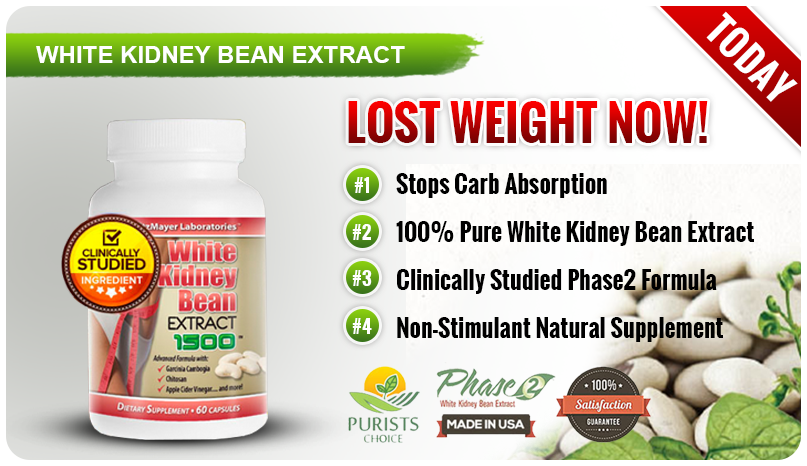 WHITE KIDNEY BEAN EXTRACT
TODAY
LOST WEIGHT NOW!
#1 Stops Carb Absorption
#2 100% Pure White Kidney Bean Extract
#3 Clinically Studied Phase2 Formula
#4 Non-Stimulant Natural Supplement
Mayer Laboratories™
White
Kidney
Bean
EXTRACT
1500™
Advanced Formula with:
Garcinia Cambogia
Chitosan
Apple Cider Vinegar.... and more!
DIETARY SUPPLEMENT • 60 CAPSULES
CLINICALLY
STUDIED
INGREDIENT
PURISTS
CHOICE
Phase 2
White Kidney Bean Extract
MADE IN USA
100%
Satisfaction
GUARANTEE